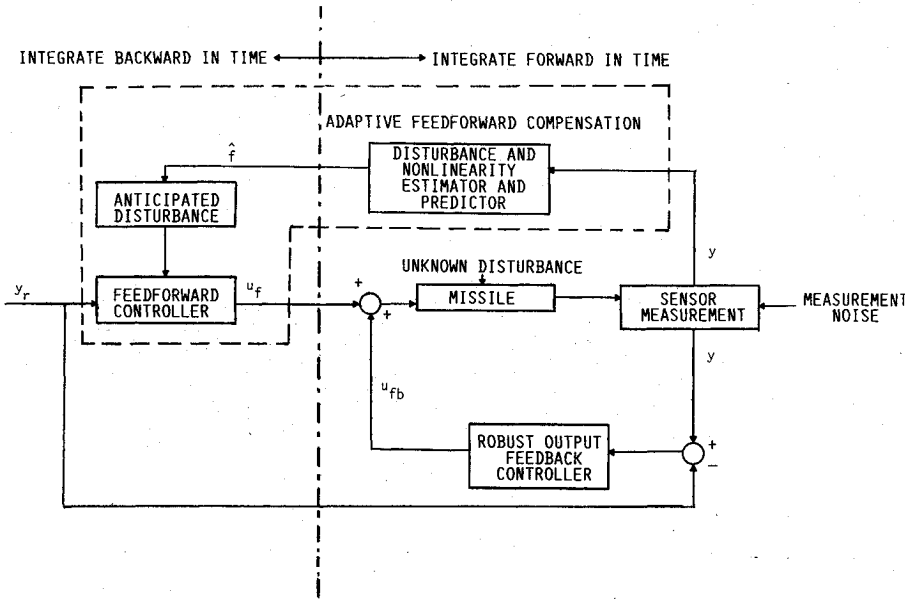 INTEGRATE BACKWARD IN TIME
INTEGRATE FORWARD IN TIME
ADAPTIVE FEEDFORWARD COMPENSATION
f̂
DISTURBANCE AND
NONLINEARITY
ESTIMATOR AND
PREDICTOR
ANTICIPATED
DISTURBANCE
y
UNKNOWN DISTURBANCE
y_r
FEEDFORWARD
CONTROLLER
u_f
+
+
MISSILE
SENSOR
MEASUREMENT
MEASUREMENT
NOISE
y
u_fb
ROBUST OUTPUT
FEEDBACK
CONTROLLER
+
−